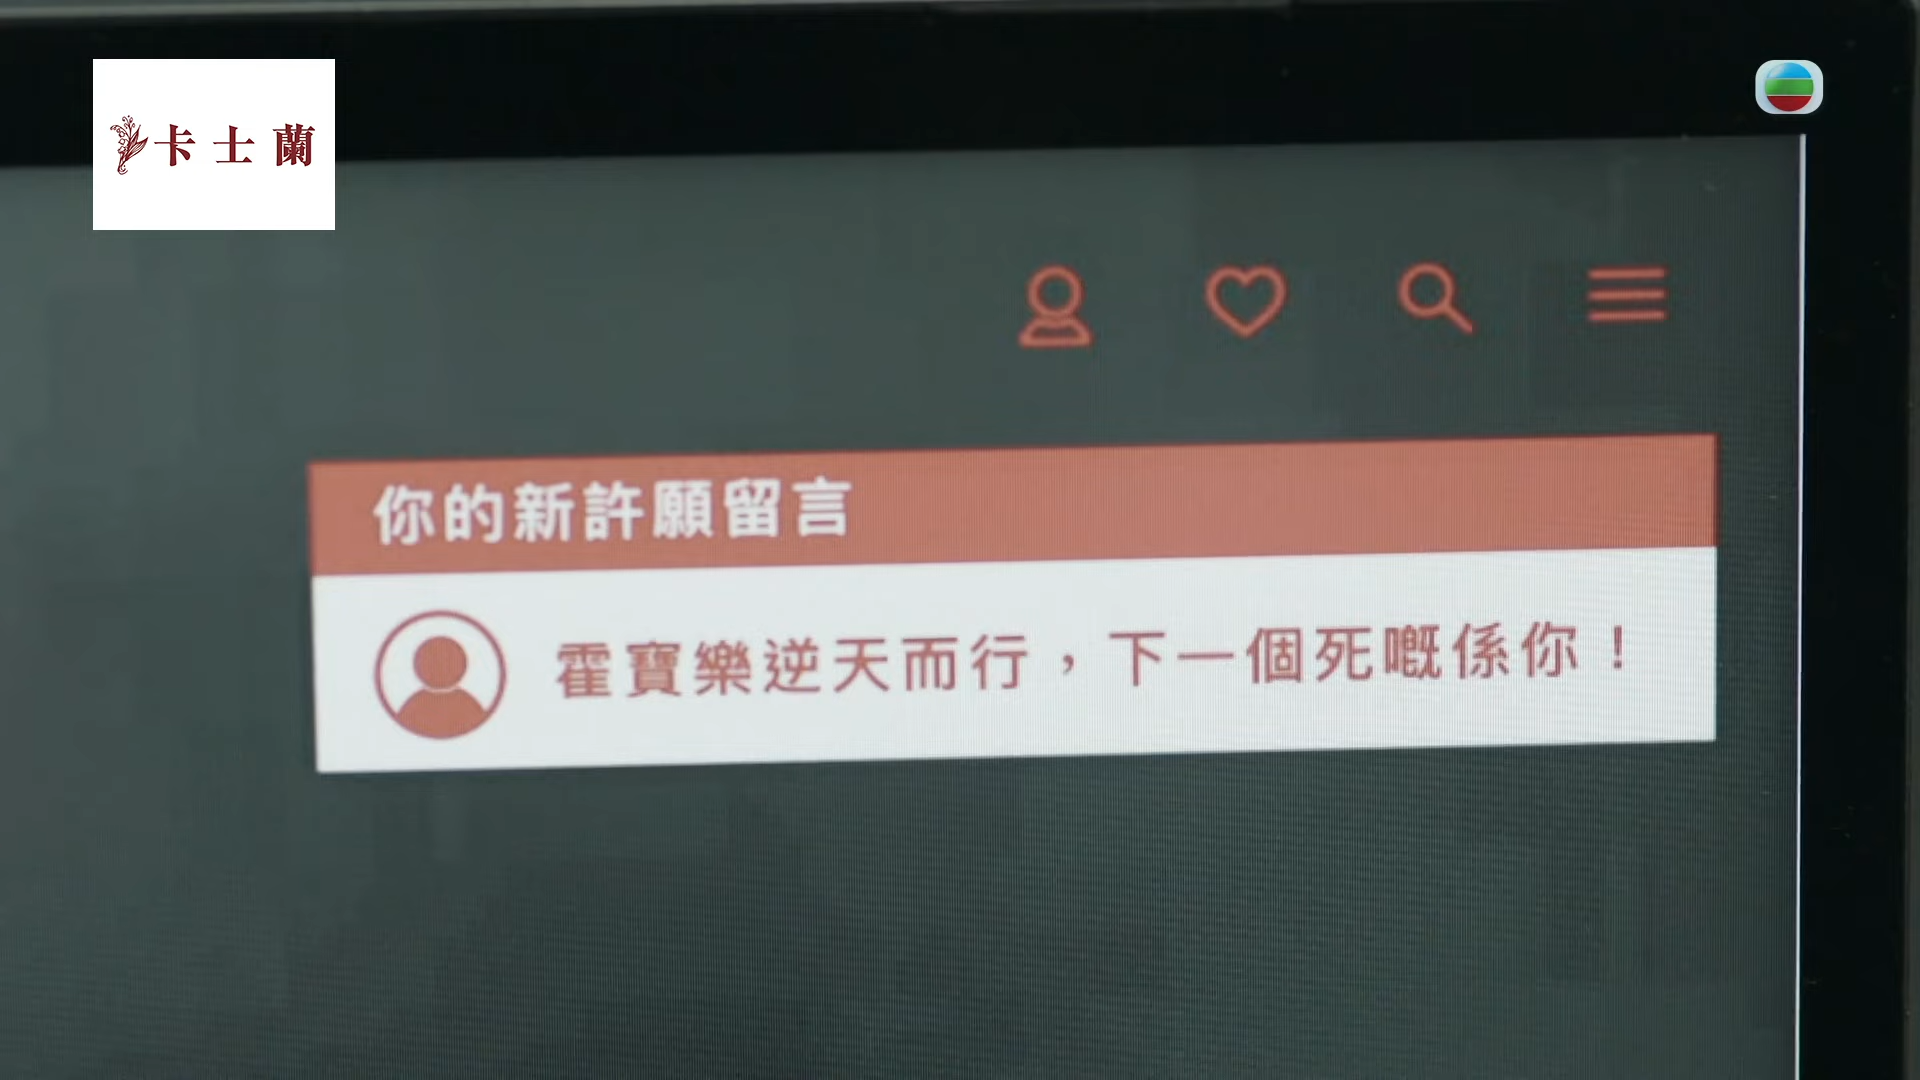 卡士蘭
你的新許願留言
霍寶樂逆天而行，下一個死嘅係你！